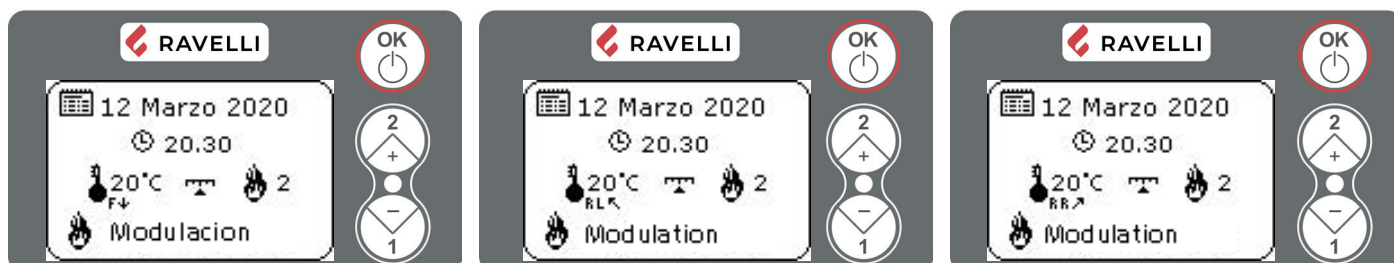 RAVELLI
OK
12 Marzo 2020
20.30
20°C 2
F↓
Modulacion
2
+
−
1
RAVELLI
OK
12 Marzo 2020
20.30
20°C 2
RL↖
Modulation
2
+
−
1
RAVELLI
OK
12 Marzo 2020
20.30
20°C 2
RR↗
Modulation
2
+
−
1